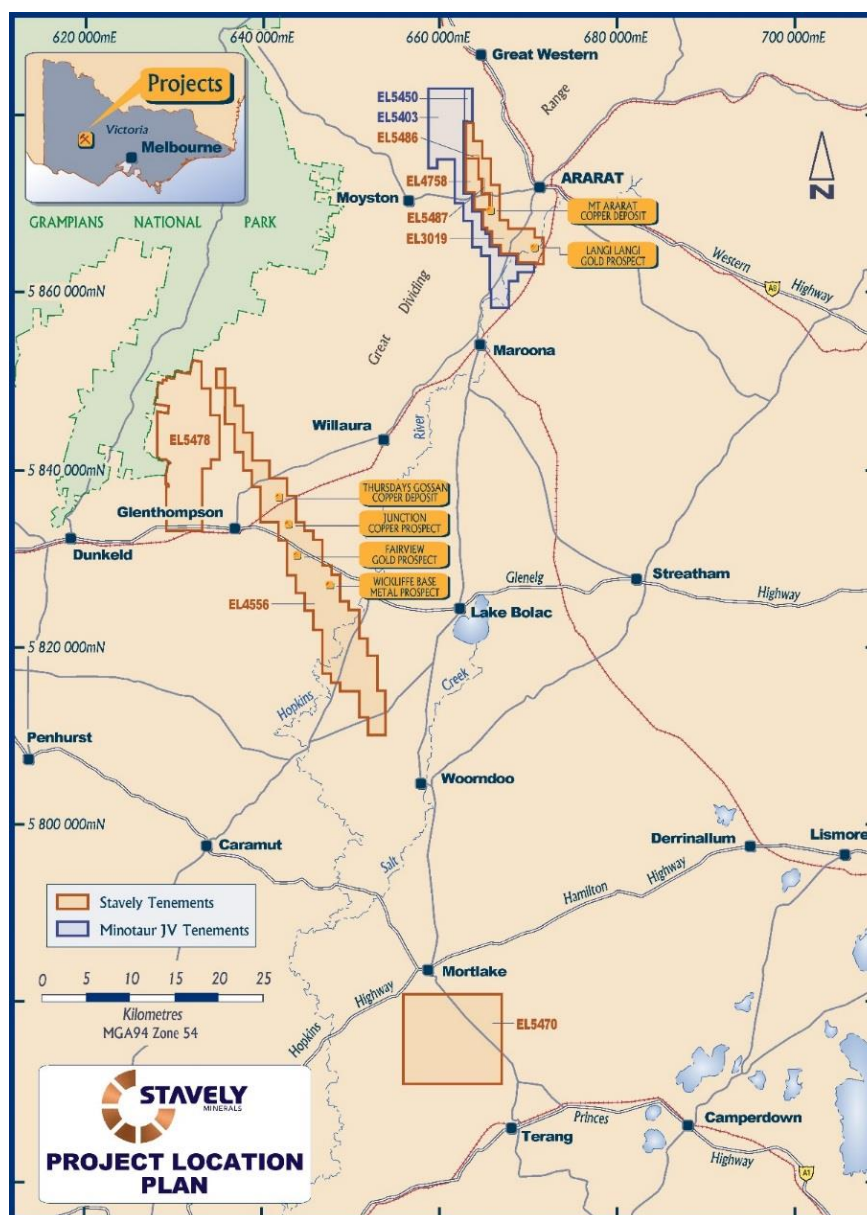 620 000mE
640 000mE
660 000mE
680 000mE
700 000mE
Projects
Victoria
Melbourne
Great Western
Range
EL5450
EL5403
EL5486
EL4758
EL5487
EL3019
ARARAT
Moyston
MT ARARAT
COPPER DEPOSIT
LANGI LANGI
GOLD PROSPECT
N
GRAMPIANS NATIONAL PARK
Western
Highway
A8
5 860 000mN
Great Dividing
Maroona
EL5478
Willaura
River
5 840 000mN
THURSDAYS GOSSAN
COPPER DEPOSIT
JUNCTION
COPPER PROSPECT
FAIRVIEW
GOLD PROSPECT
WICKLIFFE BASE
METAL PROSPECT
Glenthompson
Dunkeld
Glenelg
Highway
Streatham
EL4556
Lake Bolac
5 820 000mN
Hopkins
Creek
Penhurst
Woorndoo
5 800 000mN
Caramut
Salt
Derrinallum
Lismore
Hamilton
Highway
Stavely Tenements
Minotaur JV Tenements
0 5 10 15 20 25
Kilometres
MGA94 Zone 54
Mortlake
Hopkins
Highway
EL5470
STAVELY
MINERALS
PROJECT LOCATION
PLAN
Terang
Princes
Highway
Camperdown
A1